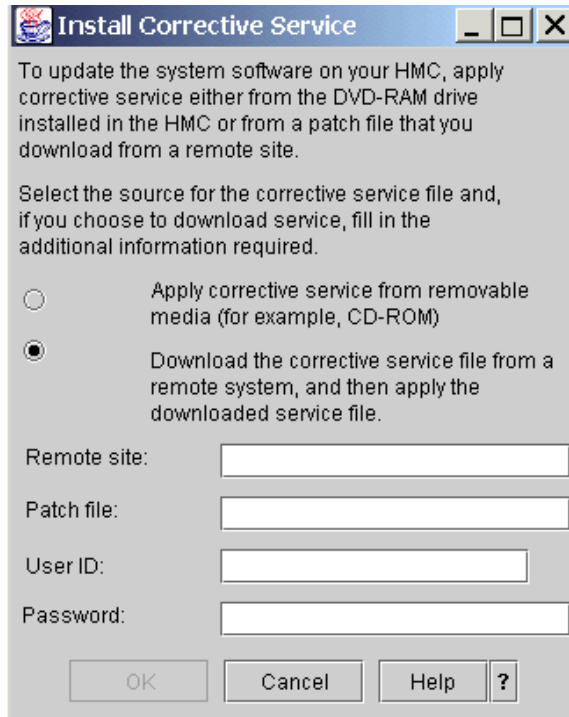 Install Corrective Service
To update the system software on your HMC, apply
corrective service either from the DVD-RAM drive
installed in the HMC or from a patch file that you
download from a remote site.
Select the source for the corrective service file and,
if you choose to download service, fill in the
additional information required.
Apply corrective service from removable
media (for example, CD-ROM)
Download the corrective service file from a
remote system, and then apply the
downloaded service file.
Remote site:
Patch file:
User ID:
Password:
OK Cancel Help ?